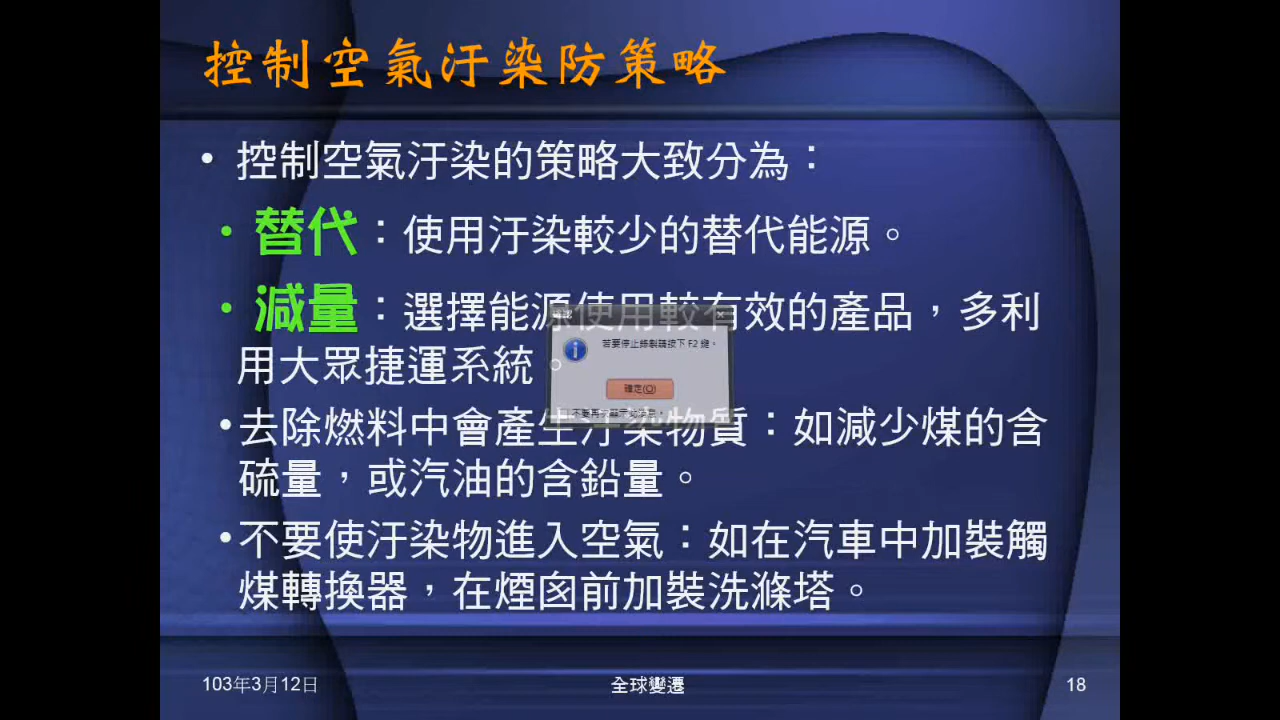 控制空氣汙染防策略
• 控制空氣汙染的策略大致分為：
• 替代：使用汙染較少的替代能源。
• 減量：選擇能源使用較有效的產品，多利
用大眾捷運系統。
若要停止錄製請按下 F2 鍵。
確定(O)
•去除燃料中會產生汙染物質：如減少煤的含
硫量，或汽油的含鉛量。
•不要使汙染物進入空氣：如在汽車中加裝觸
煤轉換器，在煙囪前加裝洗滌塔。
103年3月12日
全球變遷
18